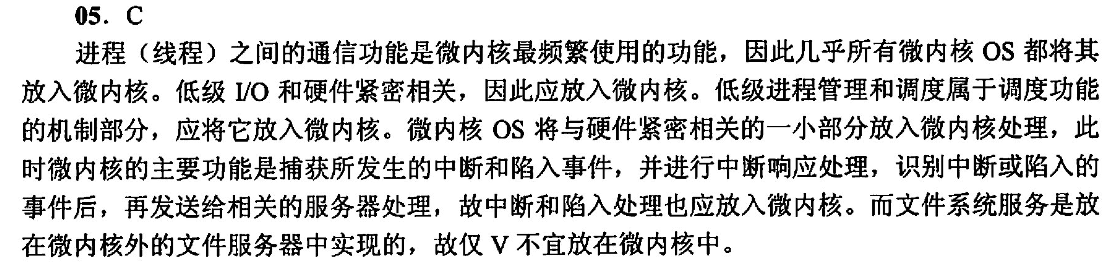 05. C
进程（线程）之间的通信功能是微内核最频繁使用的功能，因此几乎所有微内核 OS 都将其
放入微内核。低级 I/O 和硬件紧密相关，因此应放入微内核。低级进程管理和调度属于调度功能
的机制部分，应将它放入微内核。微内核 OS 将与硬件紧密相关的一小部分放入微内核处理，此
时微内核的主要功能是捕获所发生的中断和陷入事件，并进行中断响应处理，识别中断或陷入的
事件后，再发送给相关的服务器处理，故中断和陷入处理也应放入微内核。而文件系统服务是放
在微内核外的文件服务器中实现的，故仅 V 不宜放在微内核中。